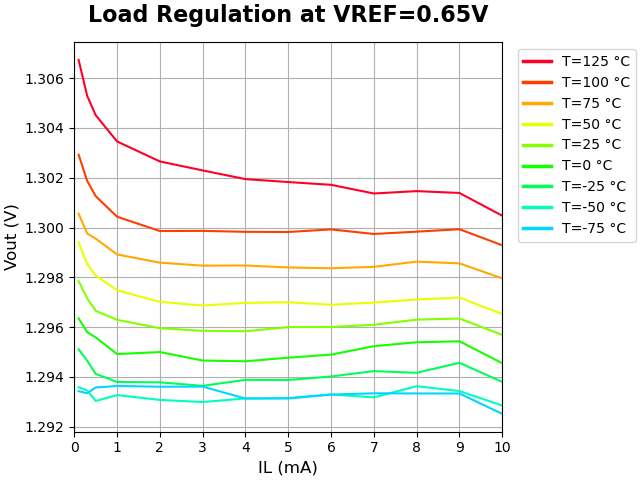 Load Regulation at VREF=0.65V
Vout (V)
1.306
1.304
1.302
1.300
1.298
1.296
1.294
1.292
0 1 2 3 4 5 6 7 8 9 10
IL (mA)
T=125 °C
T=100 °C
T=75 °C
T=50 °C
T=25 °C
T=0 °C
T=-25 °C
T=-50 °C
T=-75 °C